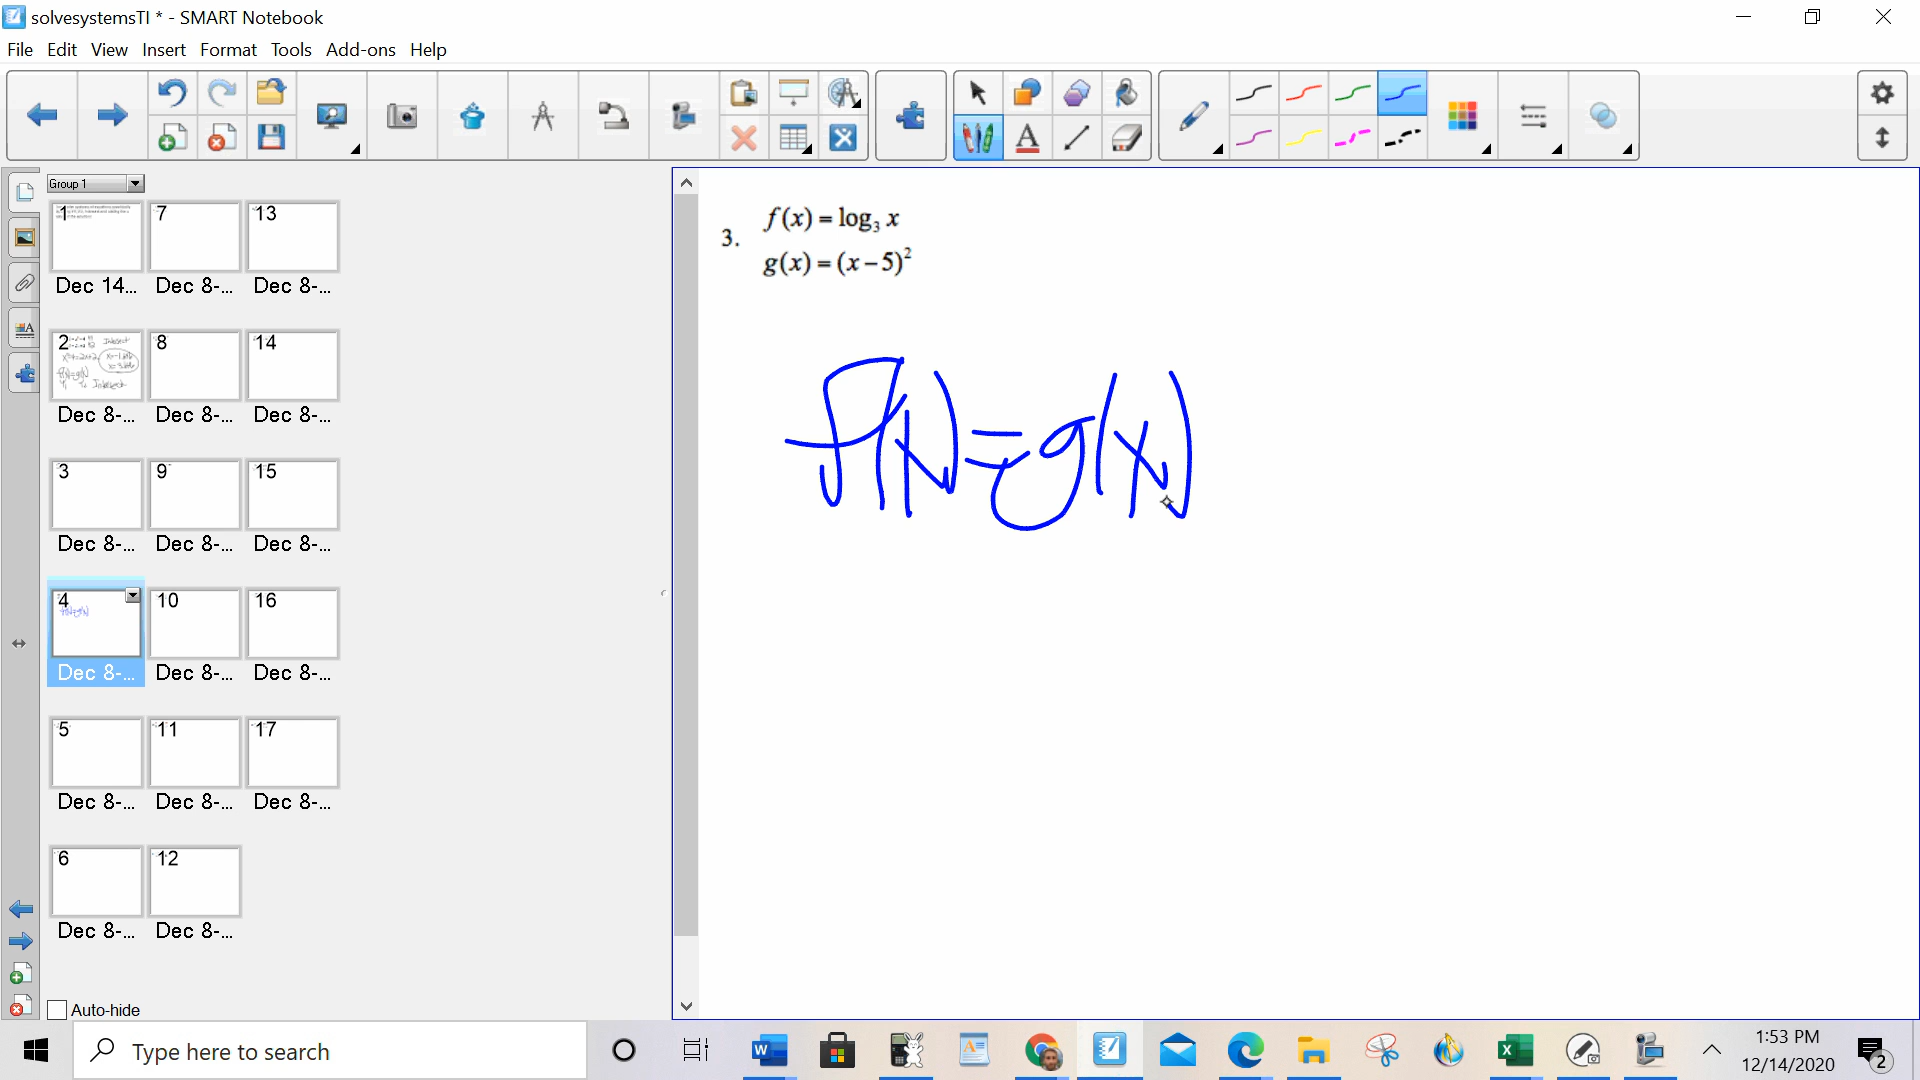 solvesystemsTI * - SMART Notebook
File Edit View Insert Format Tools Add-ons Help
Group 1
1 7 13
Dec 14... Dec 8-... Dec 8-...
2 8 14
Dec 8-... Dec 8-... Dec 8-...
3 9 15
Dec 8-... Dec 8-... Dec 8-...
4 10 16
Dec 8-... Dec 8-... Dec 8-...
5 11 17
Dec 8-... Dec 8-... Dec 8-...
6 12
Dec 8-... Dec 8-...
Auto-hide
3.
f(x) = log₃ x
g(x) = (x – 5)²
f(x) = g(x)
Type here to search
1:53 PM
12/14/2020
2